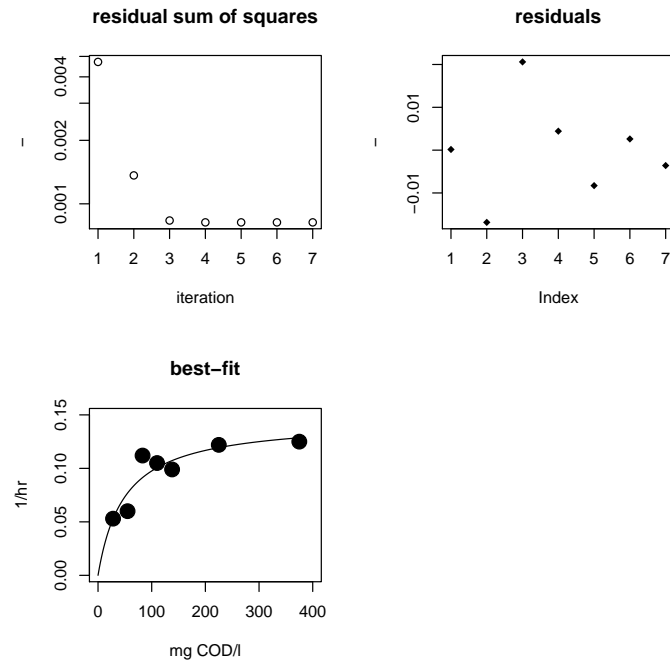 residual sum of squares
0.004
0.002
0.001
–
1 2 3 4 5 6 7
iteration
residuals
0.01
−0.01
–
1 2 3 4 5 6 7
Index
best−fit
0.15
0.10
0.05
0.00
1/hr
0 100 200 300 400
mg COD/l